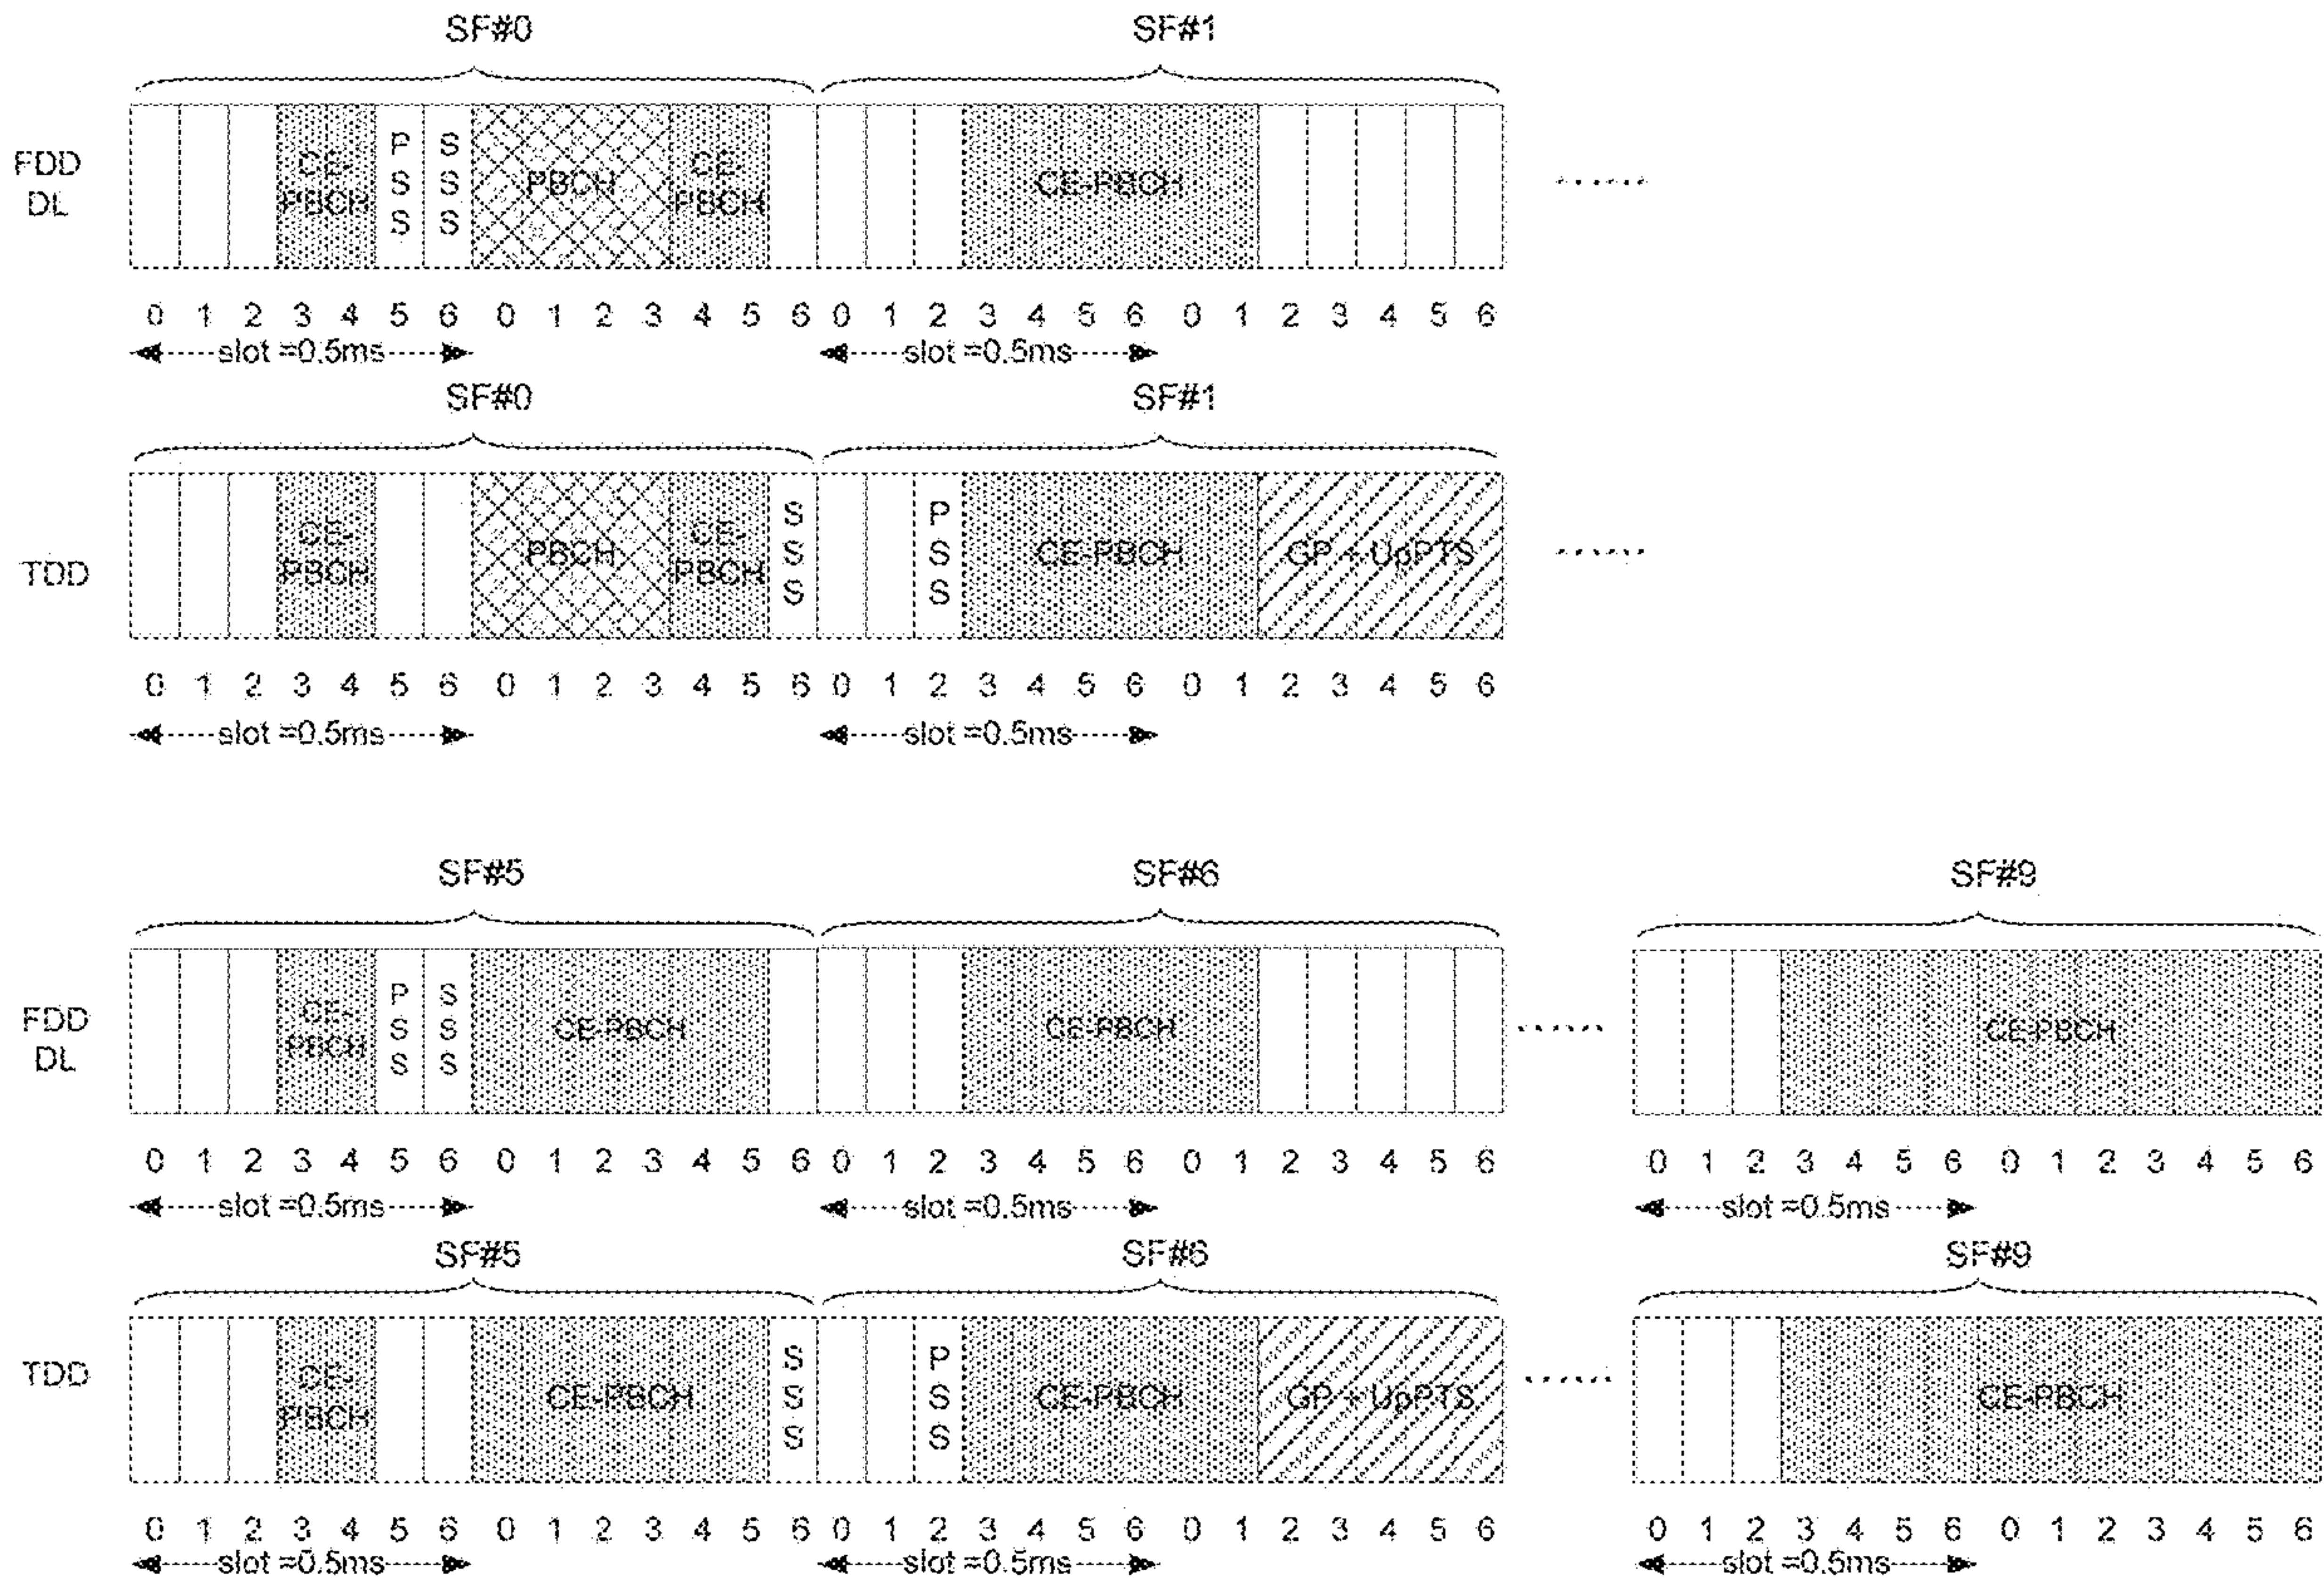 SF#0 SF#1
FDD DL
CE-PBCH PSS SSS PBCH CE-PBCH CE-PBCH ......
0 1 2 3 4 5 6 0 1 2 3 4 5 6 0 1 2 3 4 5 6 0 1 2 3 4 5 6
slot =0.5ms slot =0.5ms
SF#0 SF#1
TDD
CE-PBCH PBCH CE-PBCH SSS PSS CE-PBCH GP + UpPTS ......
0 1 2 3 4 5 6 0 1 2 3 4 5 6 0 1 2 3 4 5 6 0 1 2 3 4 5 6
slot =0.5ms slot =0.5ms
SF#5 SF#6 SF#9
FDD DL
CE-PBCH PSS SSS CE-PBCH CE-PBCH ...... CE-PBCH
0 1 2 3 4 5 6 0 1 2 3 4 5 6 0 1 2 3 4 5 6 0 1 2 3 4 5 6 0 1 2 3 4 5 6 0 1 2 3 4 5 6
slot =0.5ms slot =0.5ms slot =0.5ms
SF#5 SF#6 SF#9
TDD
CE-PBCH CE-PBCH SSS PSS CE-PBCH GP + UpPTS ...... CE-PBCH
0 1 2 3 4 5 6 0 1 2 3 4 5 6 0 1 2 3 4 5 6 0 1 2 3 4 5 6 0 1 2 3 4 5 6 0 1 2 3 4 5 6
slot =0.5ms slot =0.5ms slot =0.5ms